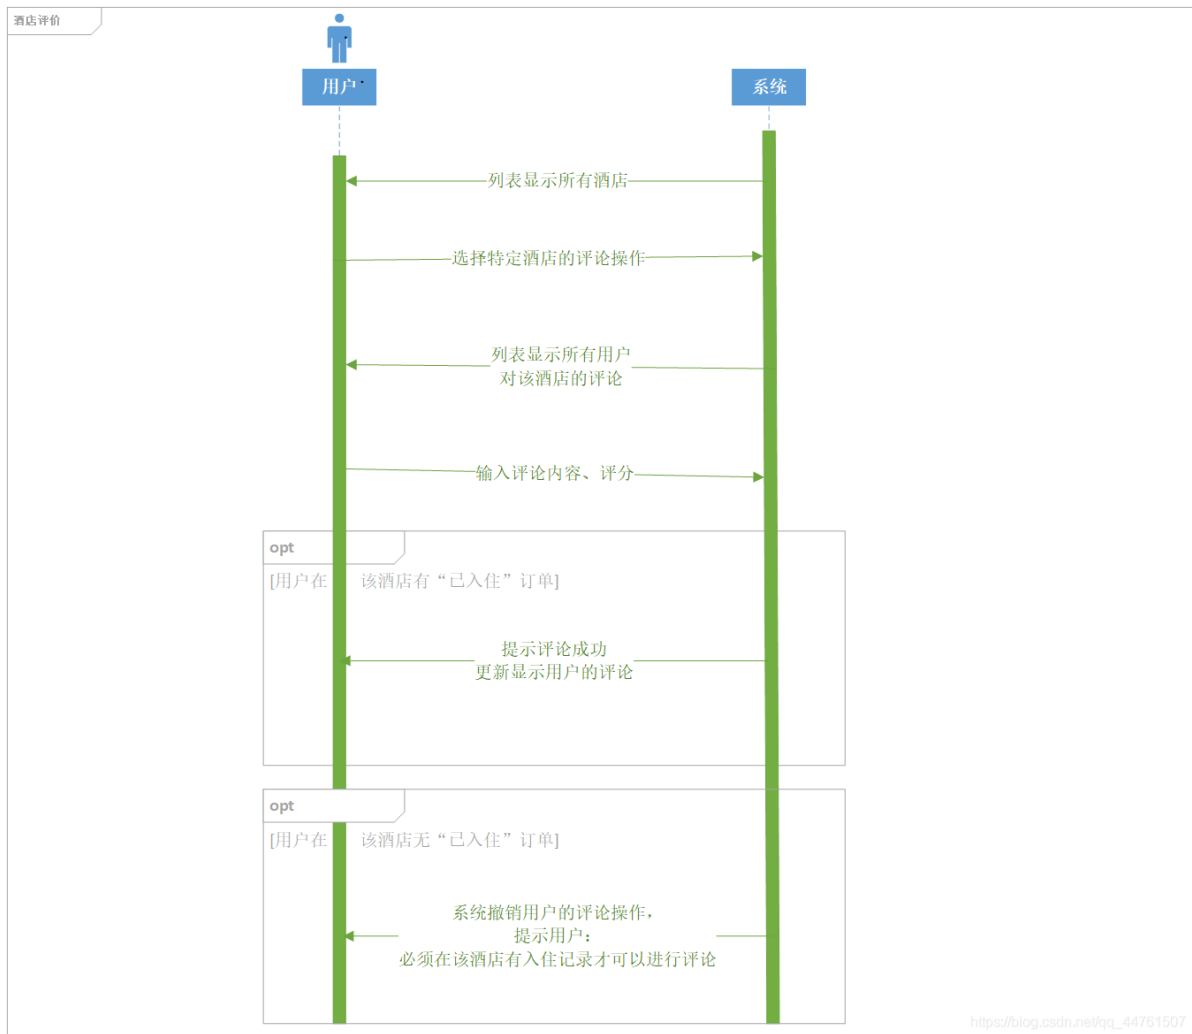 酒店评价
用户
系统
列表显示所有酒店
选择特定酒店的评论操作
列表显示所有用户
对该酒店的评论
输入评论内容、评分
opt
[用户在 该酒店有“已入住”订单]
提示评论成功
更新显示用户的评论
opt
[用户在 该酒店无“已入住”订单]
系统撤销用户的评论操作,
提示用户:
必须在该酒店有入住记录才可以进行评论
https://blog.csdn.net/qq_44761507